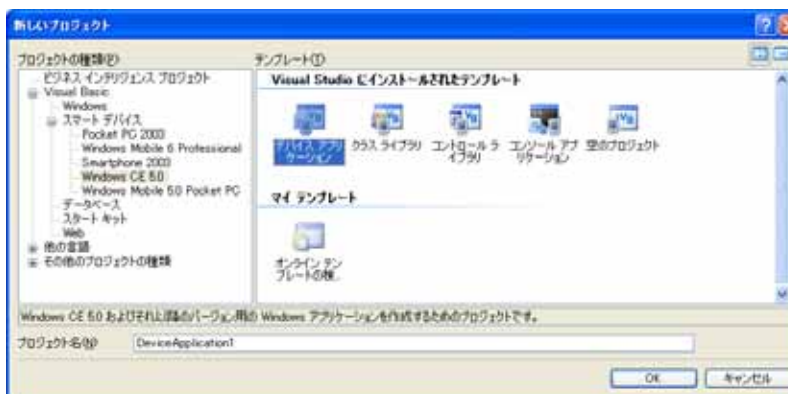 新しいプロジェクト
プロジェクトの種類(P)
テンプレート(T)
ビジネス インテリジェンス プロジェクト
Visual Basic
Windows
スマート デバイス
Pocket PC 2003
Windows Mobile 6 Professional
Smartphone 2003
Windows CE 5.0
Windows Mobile 5.0 Pocket PC
データベース
スタート キット
Web
他の言語
その他のプロジェクトの種類
Visual Studio にインストールされたテンプレート
デバイス アプリ
ケーション
クラス ライブラリ
コントロール ラ
イブラリ
コンソール アプ
リケーション
空のプロジェクト
マイ テンプレート
オンライン テン
プレートの検...
Windows CE 5.0 およびそれ以降のバージョン用の Windows アプリケーションを作成するためのプロジェクトです。
プロジェクト名(N)
DeviceApplication1
OK
キャンセル